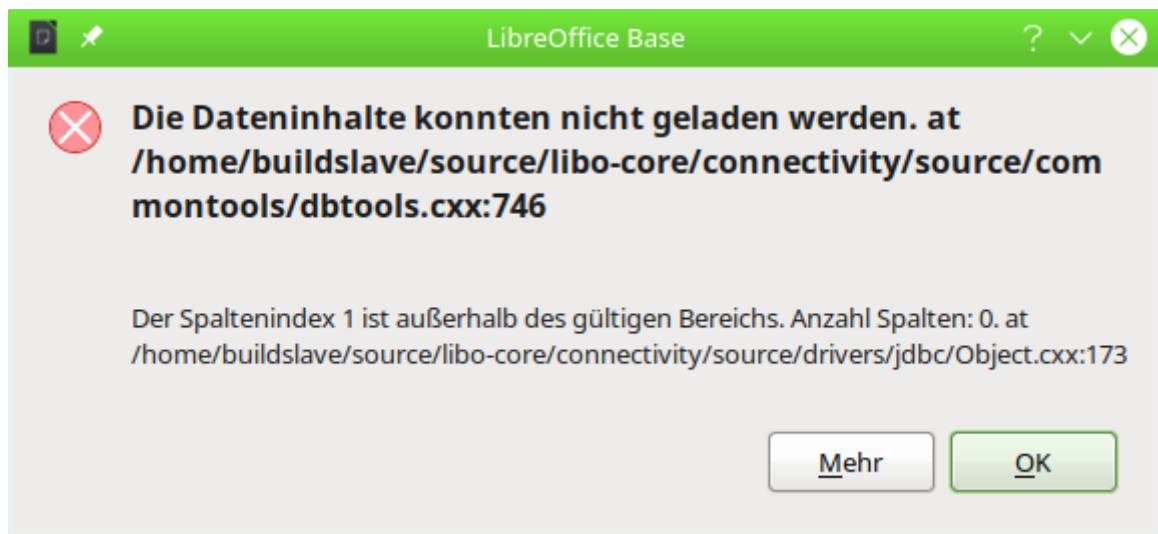 LibreOffice Base
Die Dateninhalte konnten nicht geladen werden. at
/home/buildslave/source/libo-core/connectivity/source/com
montools/dbtools.cxx:746
Der Spaltenindex 1 ist außerhalb des gültigen Bereichs. Anzahl Spalten: 0. at
/home/buildslave/source/libo-core/connectivity/source/drivers/jdbc/Object.cxx:173
Mehr OK